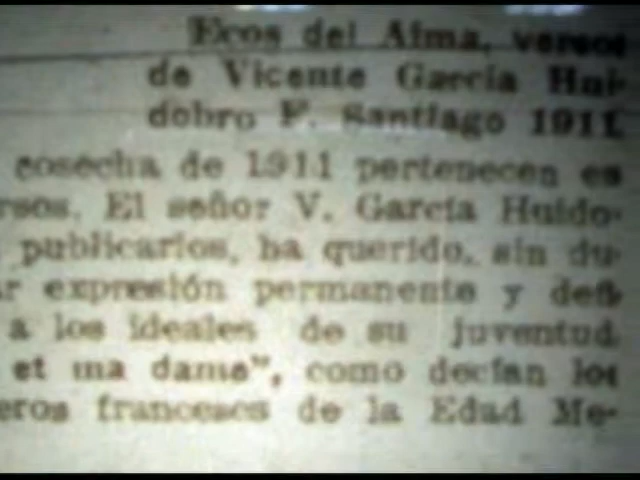 Ecos del Alma, versos
de Vicente García Hui-
dobro F. Santiago 1911.
cosecha de 1911 pertenecen es
rsos. El señor V. García Huido-
publicarlos, ha querido, sin du-
r expresión permanente y defi-
a los ideales de su juventud.
et ma dame", como decían los
eros franceses de la Edad Me-